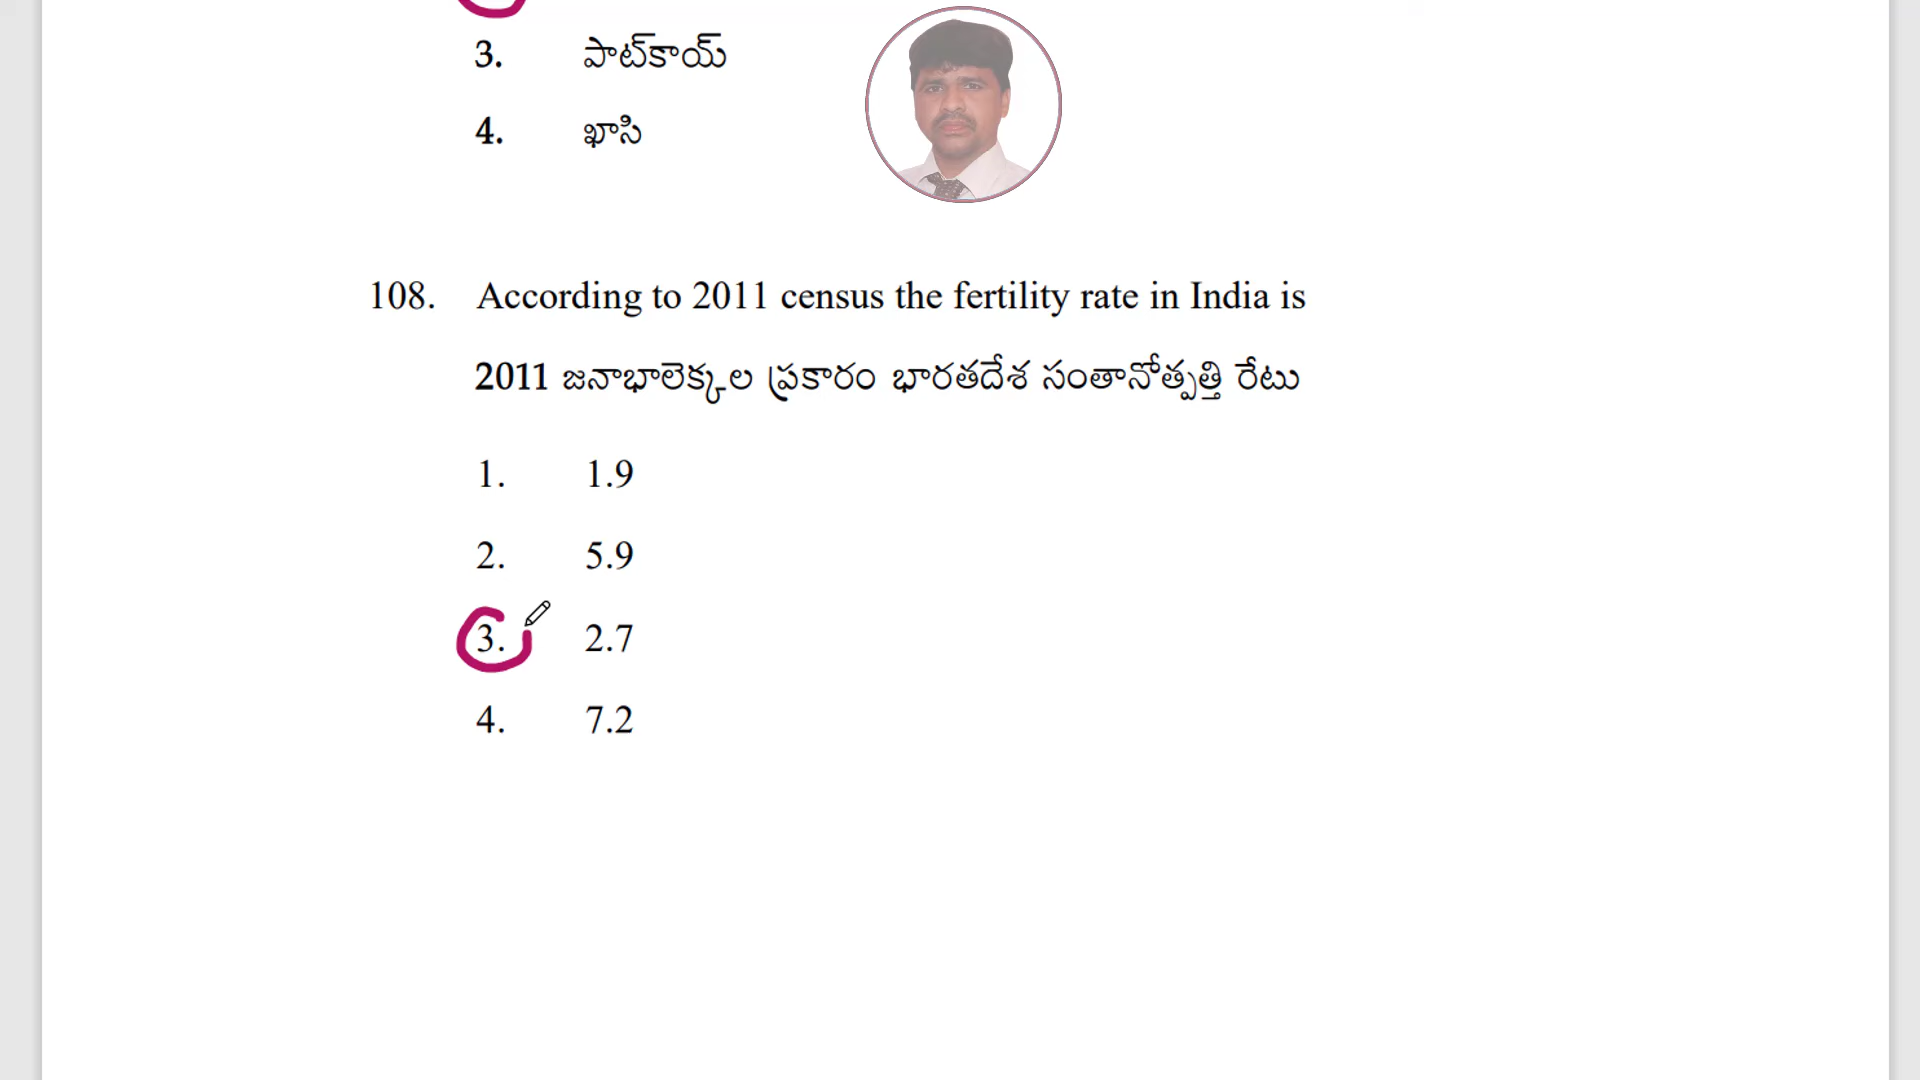 3. పాట్‌కాయ్
4. ఖాసి
108. According to 2011 census the fertility rate in India is
2011 జనాభాలెక్కల ప్రకారం భారతదేశ సంతానోత్పత్తి రేటు
1. 1.9
2. 5.9
3. 2.7
4. 7.2